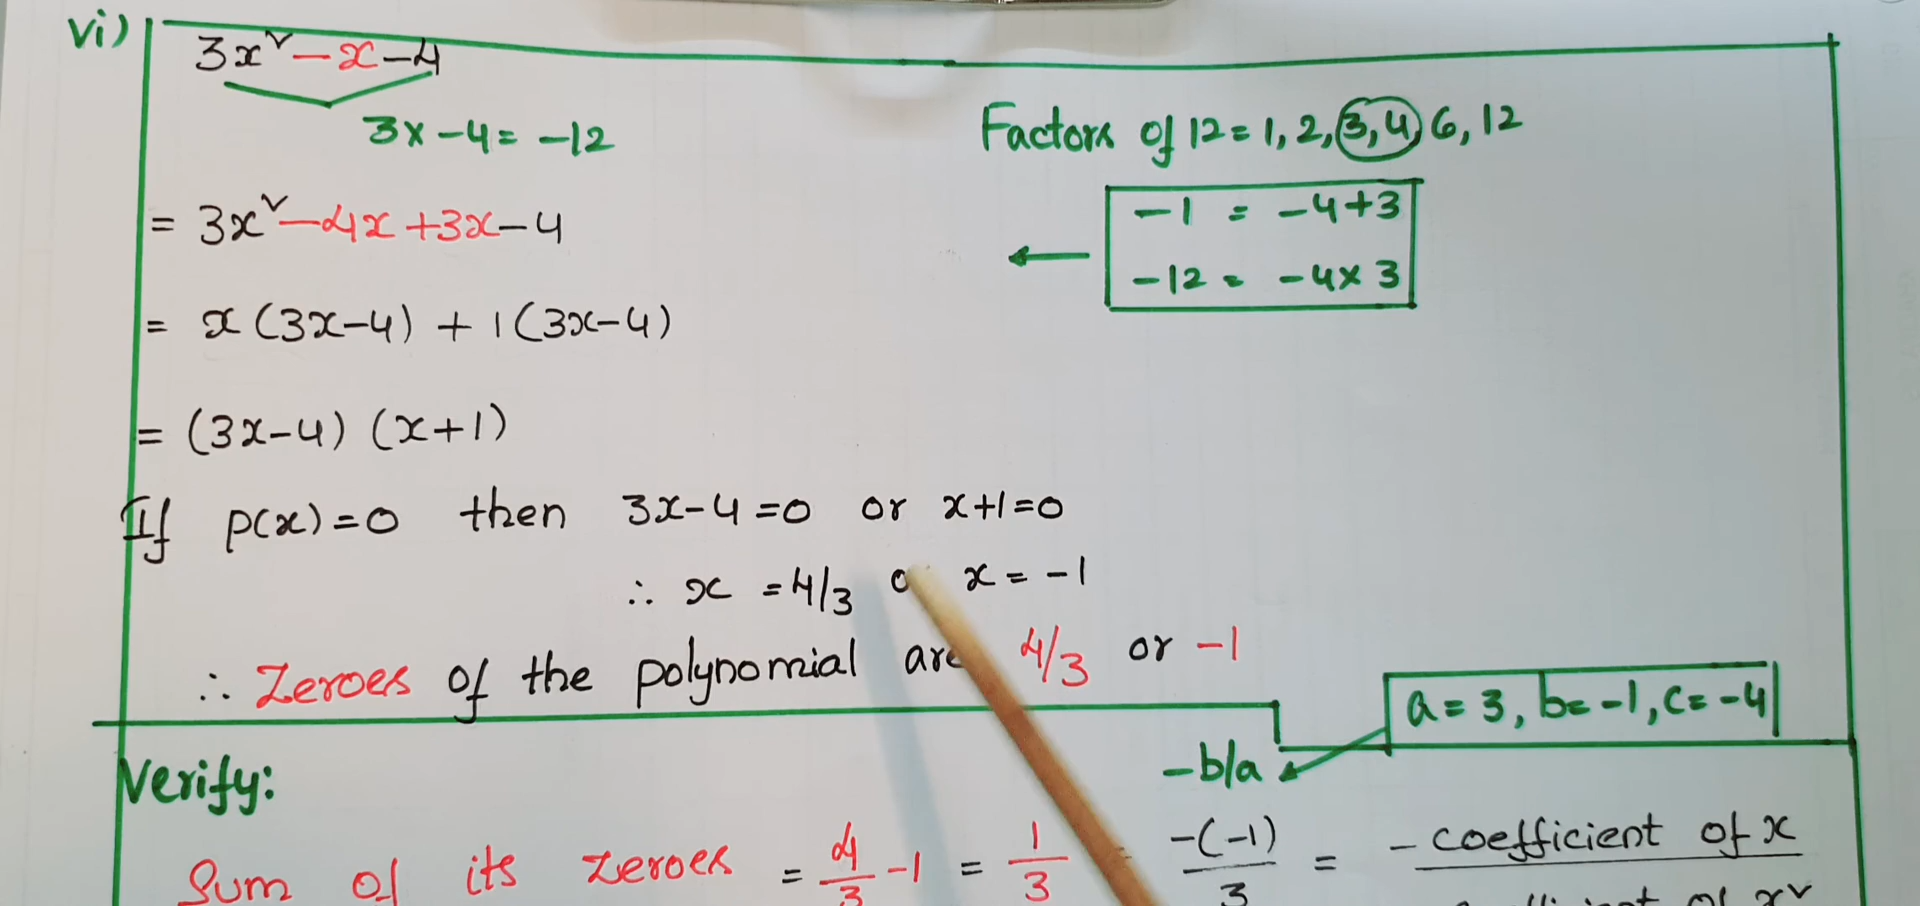 vi) 3x² - x - 4
3x - 4 = -12
Factors of 12 = 1, 2, 3, 4, 6, 12
-1 = -4+3
= 3x² - 4x + 3x - 4
-12 = -4x3
= x(3x-4) + 1(3x-4)
= (3x-4) (x+1)
If p(x)=0 then 3x-4=0 or x+1=0
∴ x = 4/3 x = -1
∴ Zeroes of the polynomial are 4/3 or -1
a = 3, b = -1, c = -4
Verify: -b/a
Sum of its zeroes = 4/3 - 1 = 1/3 = -(-1)/3 = - coefficient of x
of x²